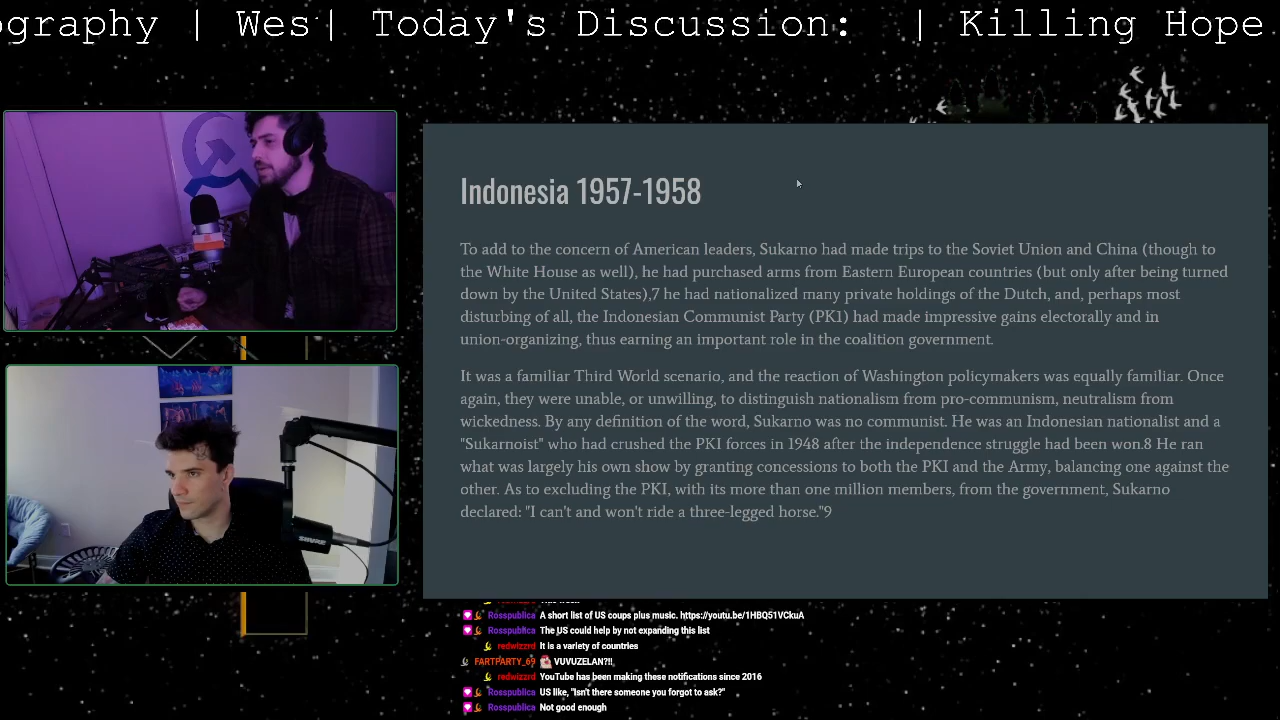 ography | Wes | Today's Discussion: | Killing Hope
Indonesia 1957-1958
To add to the concern of American leaders, Sukarno had made trips to the Soviet Union and China (though to
the White House as well), he had purchased arms from Eastern European countries (but only after being turned
down by the United States),7 he had nationalized many private holdings of the Dutch, and, perhaps most
disturbing of all, the Indonesian Communist Party (PK1) had made impressive gains electorally and in
union-organizing, thus earning an important role in the coalition government.
It was a familiar Third World scenario, and the reaction of Washington policymakers was equally familiar. Once
again, they were unable, or unwilling, to distinguish nationalism from pro-communism, neutralism from
wickedness. By any definition of the word, Sukarno was no communist. He was an Indonesian nationalist and a
"Sukarnoist" who had crushed the PKI forces in 1948 after the independence struggle had been won.8 He ran
what was largely his own show by granting concessions to both the PKI and the Army, balancing one against the
other. As to excluding the PKI, with its more than one million members, from the government, Sukarno
declared: "I can't and won't ride a three-legged horse."9
SHURE
Rosspublica A short list of US coups plus music. https://youtu.be/1HBQ51VCkuA
Rosspublica The US could help by not expanding this list
redwizzrd It is a variety of countries
FARTPARTY_69 VUVUZELAN?!!
redwizzrd YouTube has been making these notifications since 2016
Rosspublica US like, "Isn't there someone you forgot to ask?"
Rosspublica Not good enough